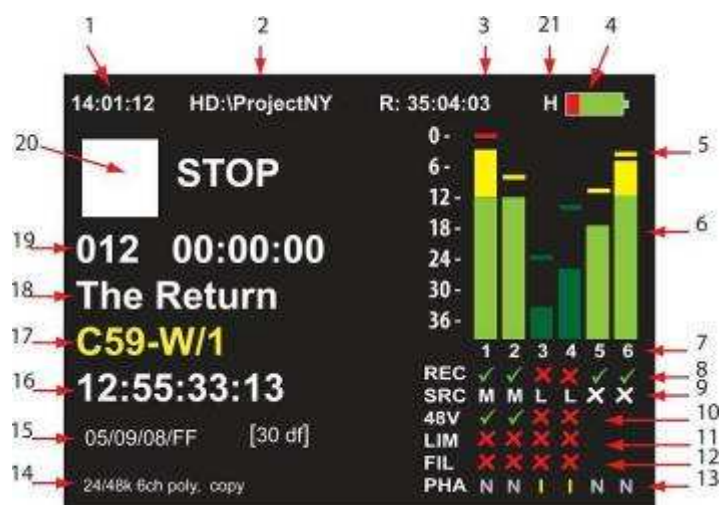 1 2 3 21 4
14:01:12 HD:\ProjectNY R: 35:04:03 H
20 STOP
0 - 5
6 -
12 -
18 - 6
24 -
30 -
36 -
19 012 00:00:00
18 The Return
17 C59-W/1
1 2 3 4 5 6 7
16 12:55:33:13
REC ✓ ✓ ✗ ✗ ✓ ✓ 8
SRC M M L L ✗ ✗ 9
48V ✓ ✓ ✗ ✗ 10
15 05/09/08/FF [30 df]
LIM ✗ ✗ ✗ ✗ 11
FIL ✗ ✗ ✗ ✗ 12
14 24/48k 6ch poly, copy
PHA N N I I N N 13